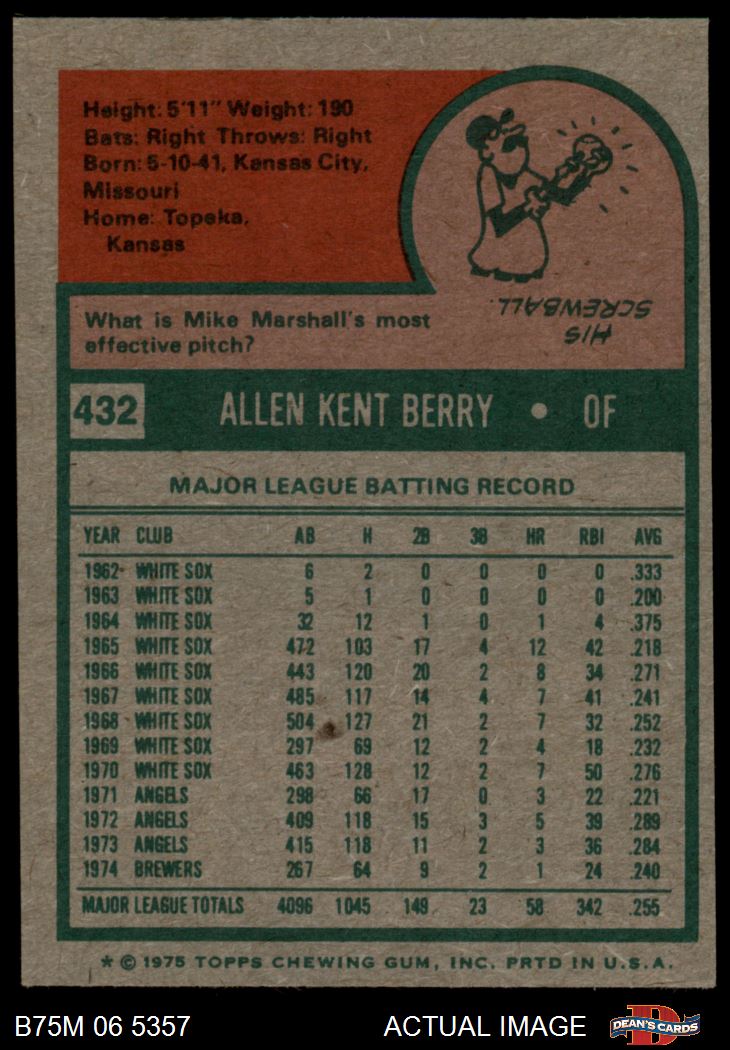 Height: 5'11" Weight: 190
Bats: Right Throws: Right
Born: 5-10-41, Kansas City,
Missouri
Home: Topeka,
Kansas
What is Mike Marshall's most
effective pitch?
HIS
SCREWBALL.
432 ALLEN KENT BERRY • OF
MAJOR LEAGUE BATTING RECORD
YEAR CLUB AB H 2B 3B HR RBI AVG
1962 WHITE SOX 6 2 0 0 0 0 .333
1963 WHITE SOX 5 1 0 0 0 0 .200
1964 WHITE SOX 32 12 1 0 1 4 .375
1965 WHITE SOX 472 103 17 4 12 42 .218
1966 WHITE SOX 443 120 20 2 8 34 .271
1967 WHITE SOX 485 117 14 4 7 41 .241
1968 WHITE SOX 504 127 21 2 7 32 .252
1969 WHITE SOX 297 69 12 2 4 18 .232
1970 WHITE SOX 463 128 12 2 7 50 .276
1971 ANGELS 298 66 17 0 3 22 .221
1972 ANGELS 409 118 15 3 5 39 .289
1973 ANGELS 415 118 11 2 3 36 .284
1974 BREWERS 267 64 9 2 1 24 .240
MAJOR LEAGUE TOTALS 4096 1045 149 23 58 342 .255
* © 1975 TOPPS CHEWING GUM, INC. PRTD IN U.S.A.
B75M 06 5357 ACTUAL IMAGE D DEAN'S CARDS